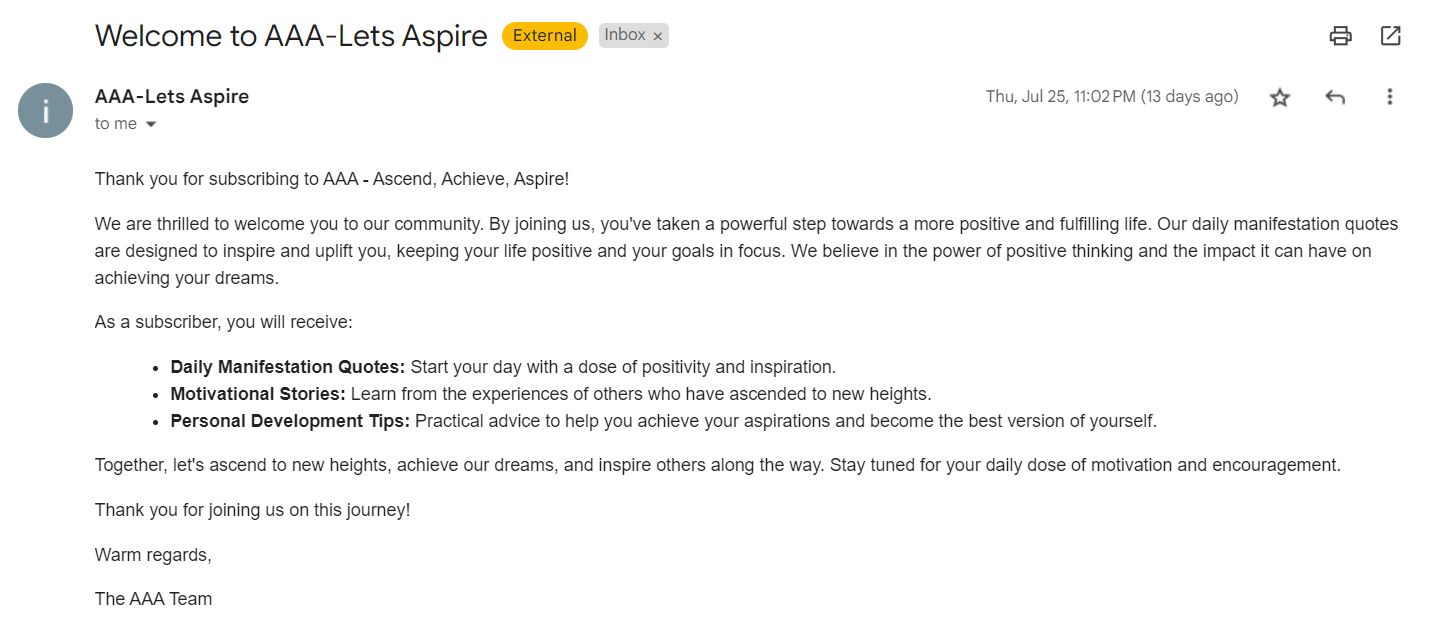 Welcome to AAA-Lets Aspire External Inbox ×
i
AAA-Lets Aspire Thu, Jul 25, 11:02 PM (13 days ago)
to me
Thank you for subscribing to AAA - Ascend, Achieve, Aspire!
We are thrilled to welcome you to our community. By joining us, you've taken a powerful step towards a more positive and fulfilling life. Our daily manifestation quotes
are designed to inspire and uplift you, keeping your life positive and your goals in focus. We believe in the power of positive thinking and the impact it can have on
achieving your dreams.
As a subscriber, you will receive:
• Daily Manifestation Quotes: Start your day with a dose of positivity and inspiration.
• Motivational Stories: Learn from the experiences of others who have ascended to new heights.
• Personal Development Tips: Practical advice to help you achieve your aspirations and become the best version of yourself.
Together, let's ascend to new heights, achieve our dreams, and inspire others along the way. Stay tuned for your daily dose of motivation and encouragement.
Thank you for joining us on this journey!
Warm regards,
The AAA Team